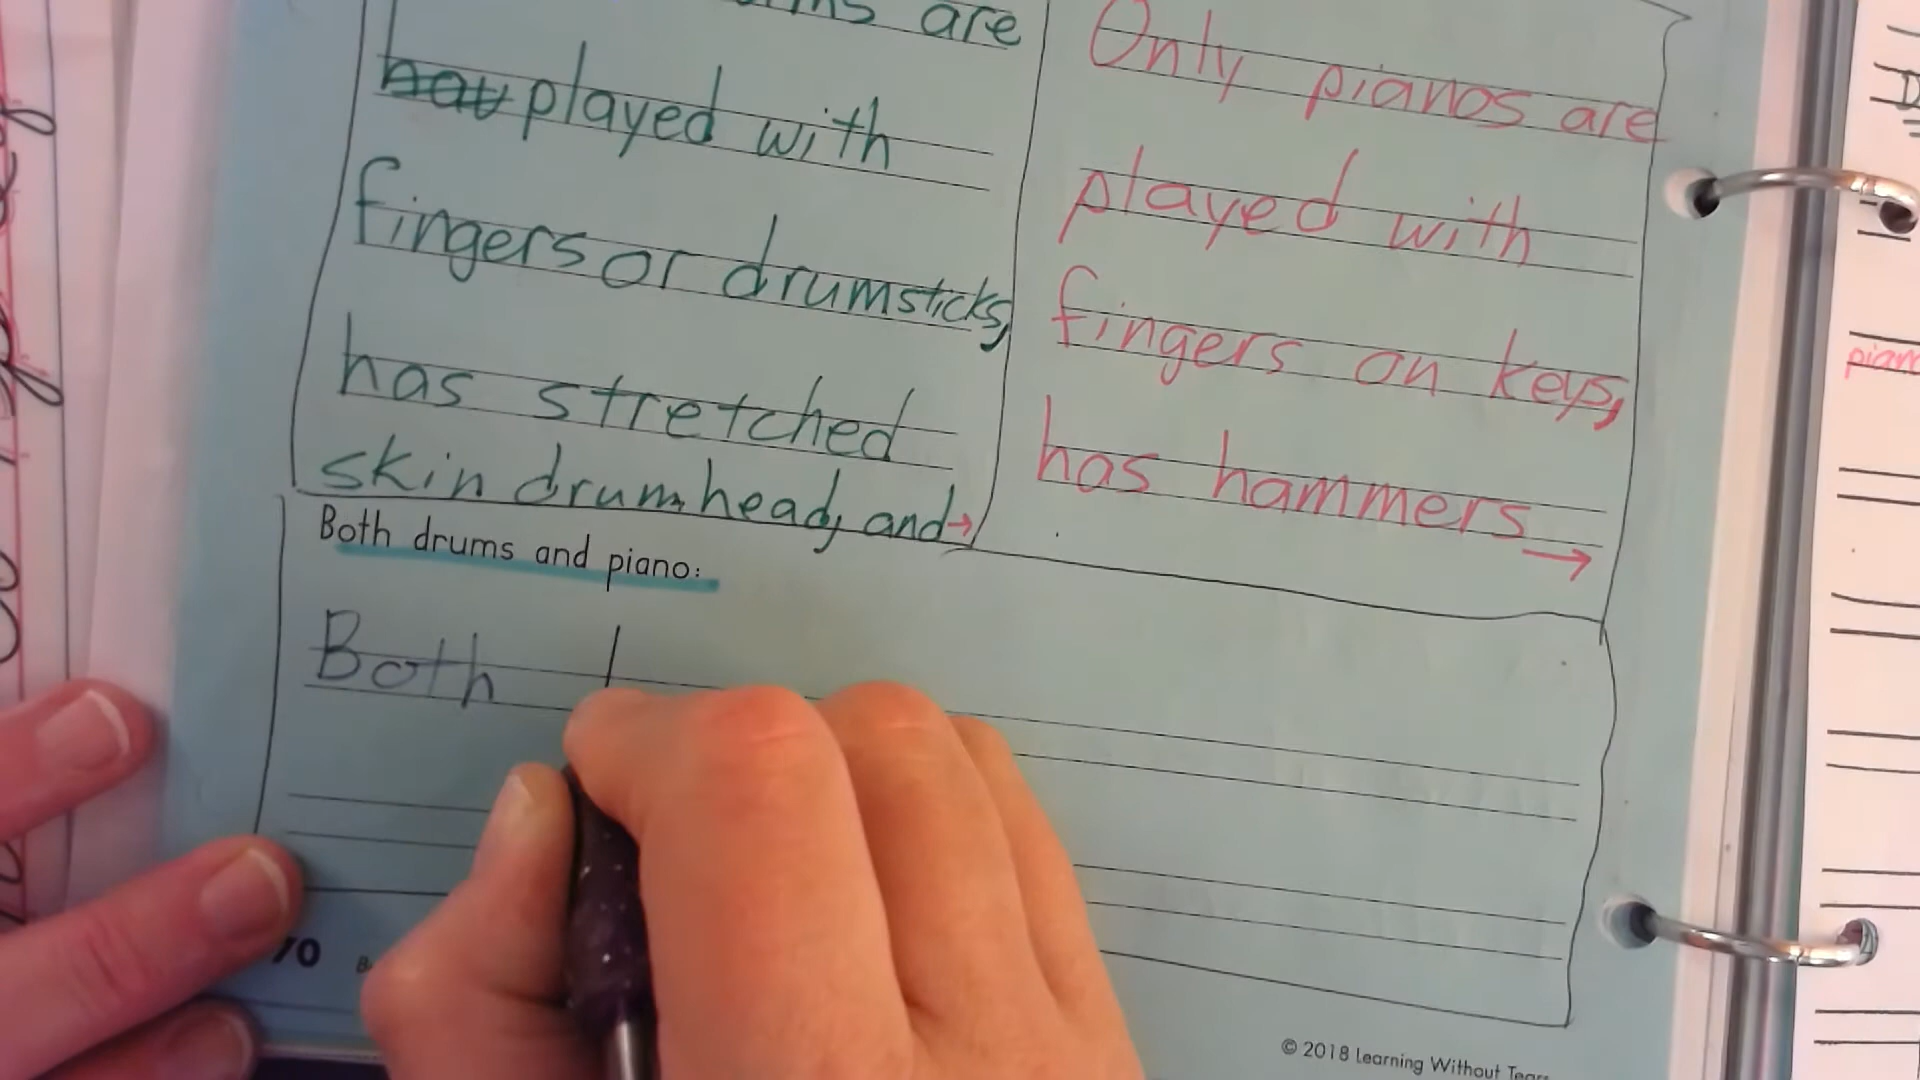 are
played with
fingers or drumsticks,
has stretched
skin drumhead, and→
Only pianos are
played with
fingers on keys,
has hammers →
Both drums and piano:
Both
70
© 2018 Learning Without Tears